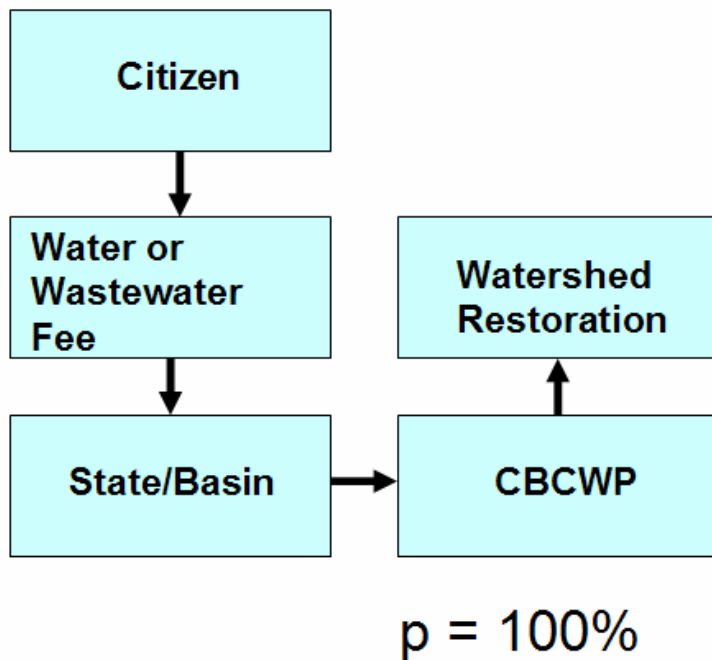 Citizen
Water or
Wastewater
Fee
Watershed
Restoration
State/Basin
CBCWP
p = 100%